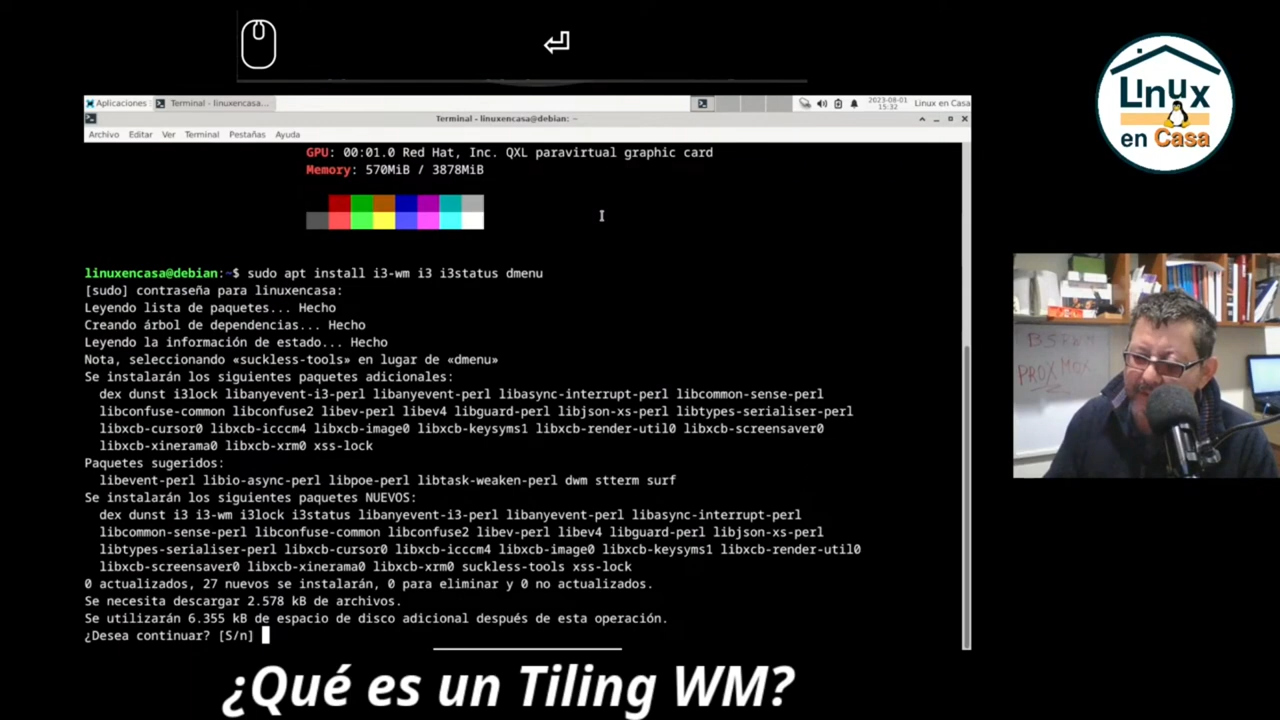 Linux
en Casa
Aplicaciones
Terminal - linuxencasa...
2023-08-01
15:32
Linux en Casa
Terminal - linuxencasa@debian: ~
Archivo Editar Ver Terminal Pestañas Ayuda
GPU: 00:01.0 Red Hat, Inc. QXL paravirtual graphic card
Memory: 570MiB / 3878MiB
linuxencasa@debian:~$ sudo apt install i3-wm i3 i3status dmenu
[sudo] contraseña para linuxencasa:
Leyendo lista de paquetes... Hecho
Creando árbol de dependencias... Hecho
Leyendo la información de estado... Hecho
Nota, seleccionando «suckless-tools» en lugar de «dmenu»
Se instalarán los siguientes paquetes adicionales:
dex dunst i3lock libanyevent-i3-perl libanyevent-perl libasync-interrupt-perl libcommon-sense-perl
libconfuse-common libconfuse2 libev-perl libev4 libguard-perl libjson-xs-perl libtypes-serialiser-perl
libxcb-cursor0 libxcb-icccm4 libxcb-image0 libxcb-keysyms1 libxcb-render-util0 libxcb-screensaver0
libxcb-xinerama0 libxcb-xrm0 xss-lock
Paquetes sugeridos:
libevent-perl libio-async-perl libpoe-perl libtask-weaken-perl dwm stterm surf
Se instalarán los siguientes paquetes NUEVOS:
dex dunst i3 i3-wm i3lock i3status libanyevent-i3-perl libanyevent-perl libasync-interrupt-perl
libcommon-sense-perl libconfuse-common libconfuse2 libev-perl libev4 libguard-perl libjson-xs-perl
libtypes-serialiser-perl libxcb-cursor0 libxcb-icccm4 libxcb-image0 libxcb-keysyms1 libxcb-render-util0
libxcb-screensaver0 libxcb-xinerama0 libxcb-xrm0 suckless-tools xss-lock
0 actualizados, 27 nuevos se instalarán, 0 para eliminar y 0 no actualizados.
Se necesita descargar 2.578 kB de archivos.
Se utilizarán 6.355 kB de espacio de disco adicional después de esta operación.
¿Desea continuar? [S/n]
BSPWM
PROXMOX
¿Qué es un Tiling WM?